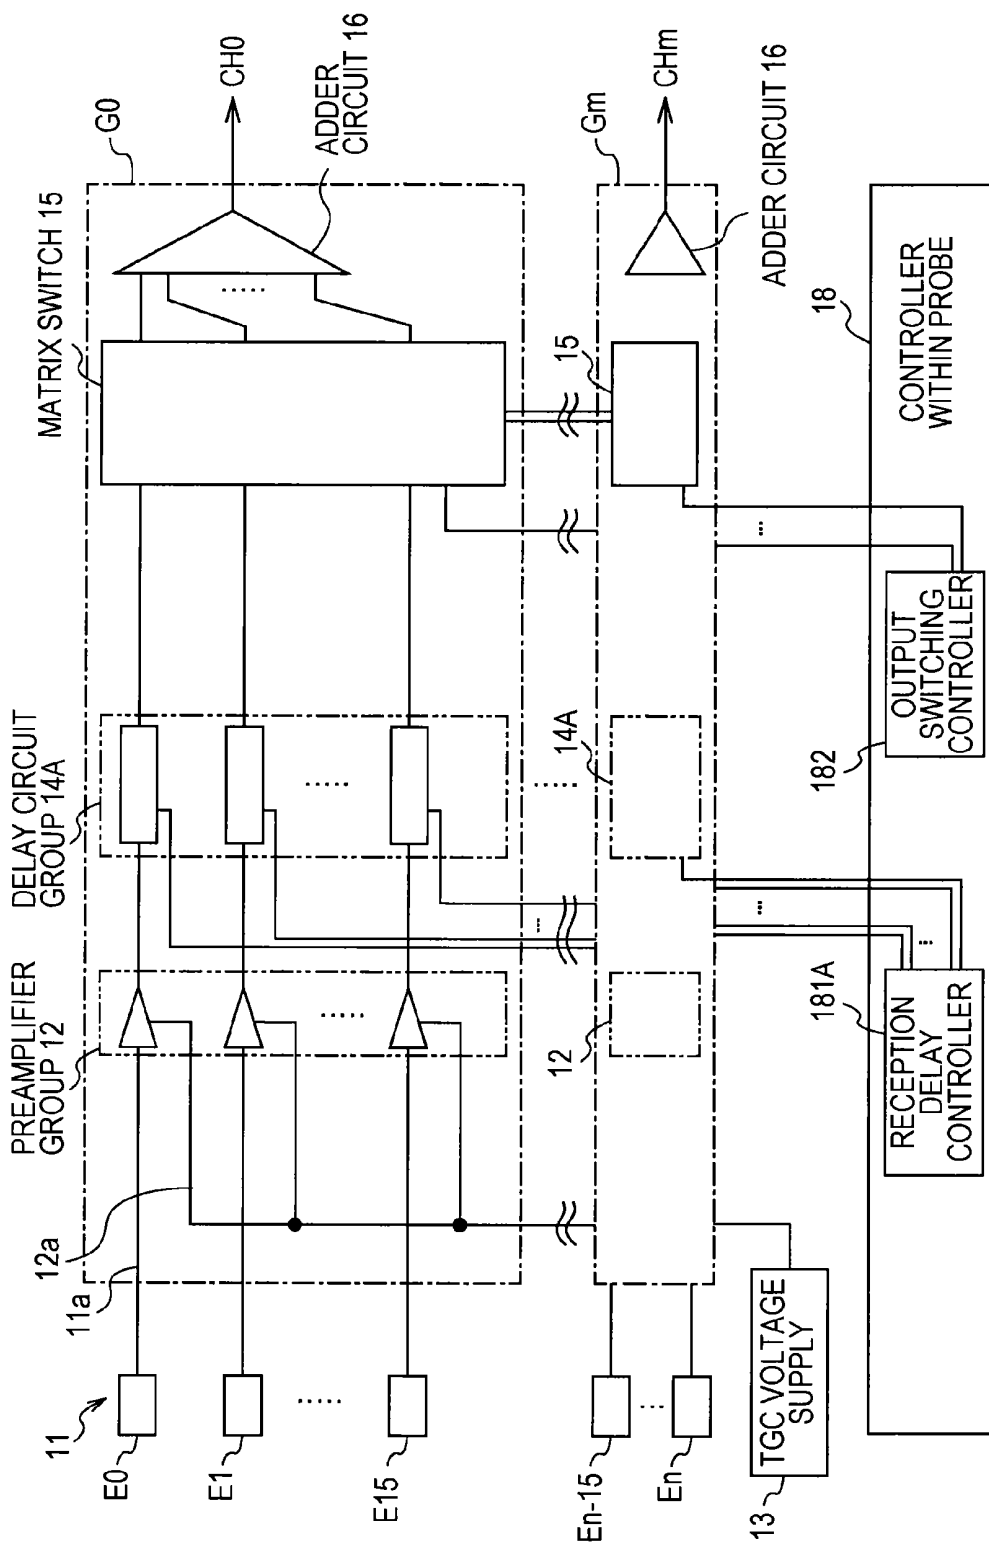 G0
CH0
ADDER
CIRCUIT 16
MATRIX SWITCH 15
DELAY CIRCUIT
GROUP 14A
PREAMPLIFIER
GROUP 12
12a
11a
11
E0
E1
E15
Gm
CHm
ADDER CIRCUIT 16
15
14A
12
En-15
En
13
TGC VOLTAGE
SUPPLY
18
CONTROLLER
WITHIN PROBE
182
OUTPUT
SWITCHING
CONTROLLER
181A
RECEPTION
DELAY
CONTROLLER